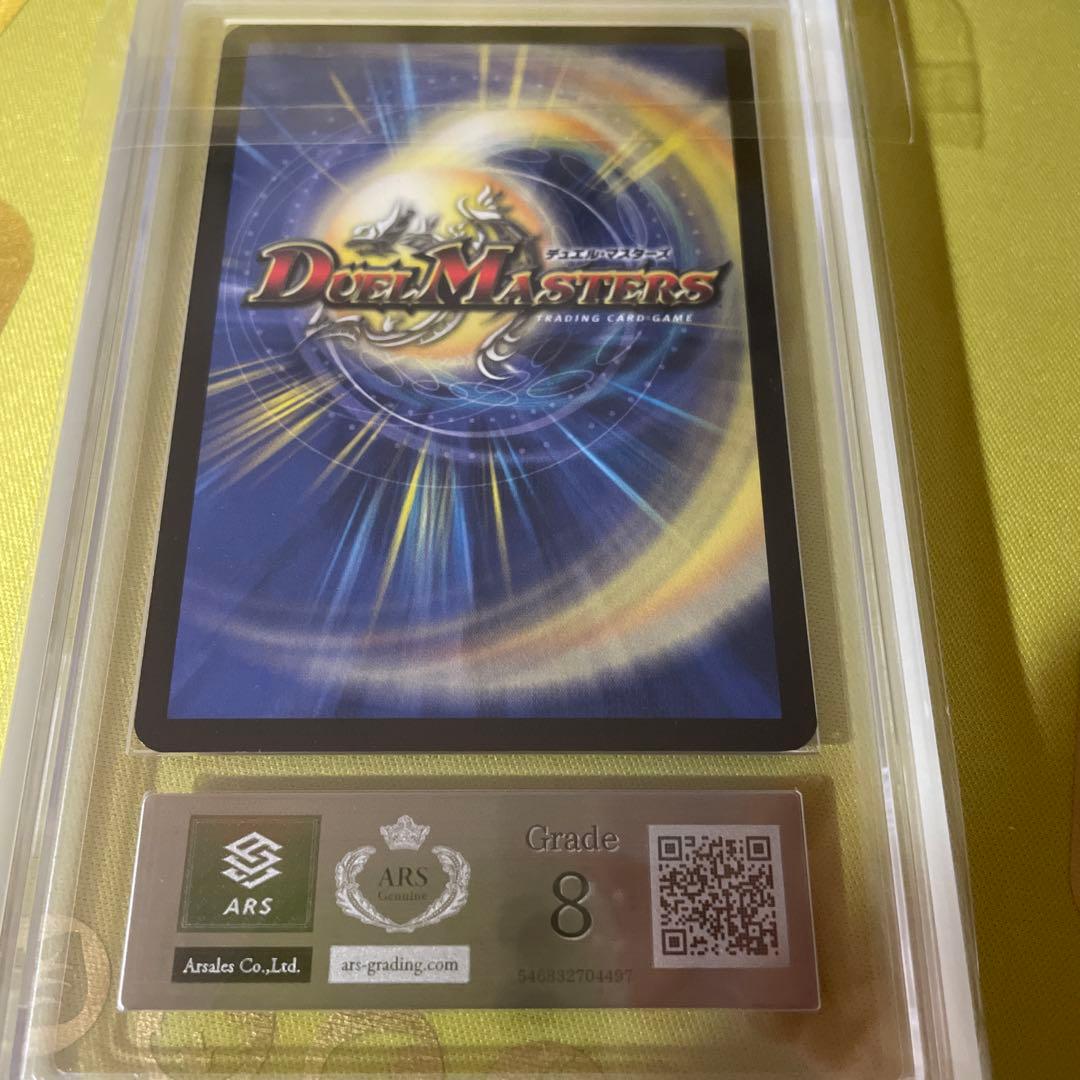 デュエル・マスターズ
DUEL MASTERS
TRADING CARD GAME
ARS
Arsales Co.,Ltd.
ARS
Genuine
ars-grading.com
Grade
8
546832704497